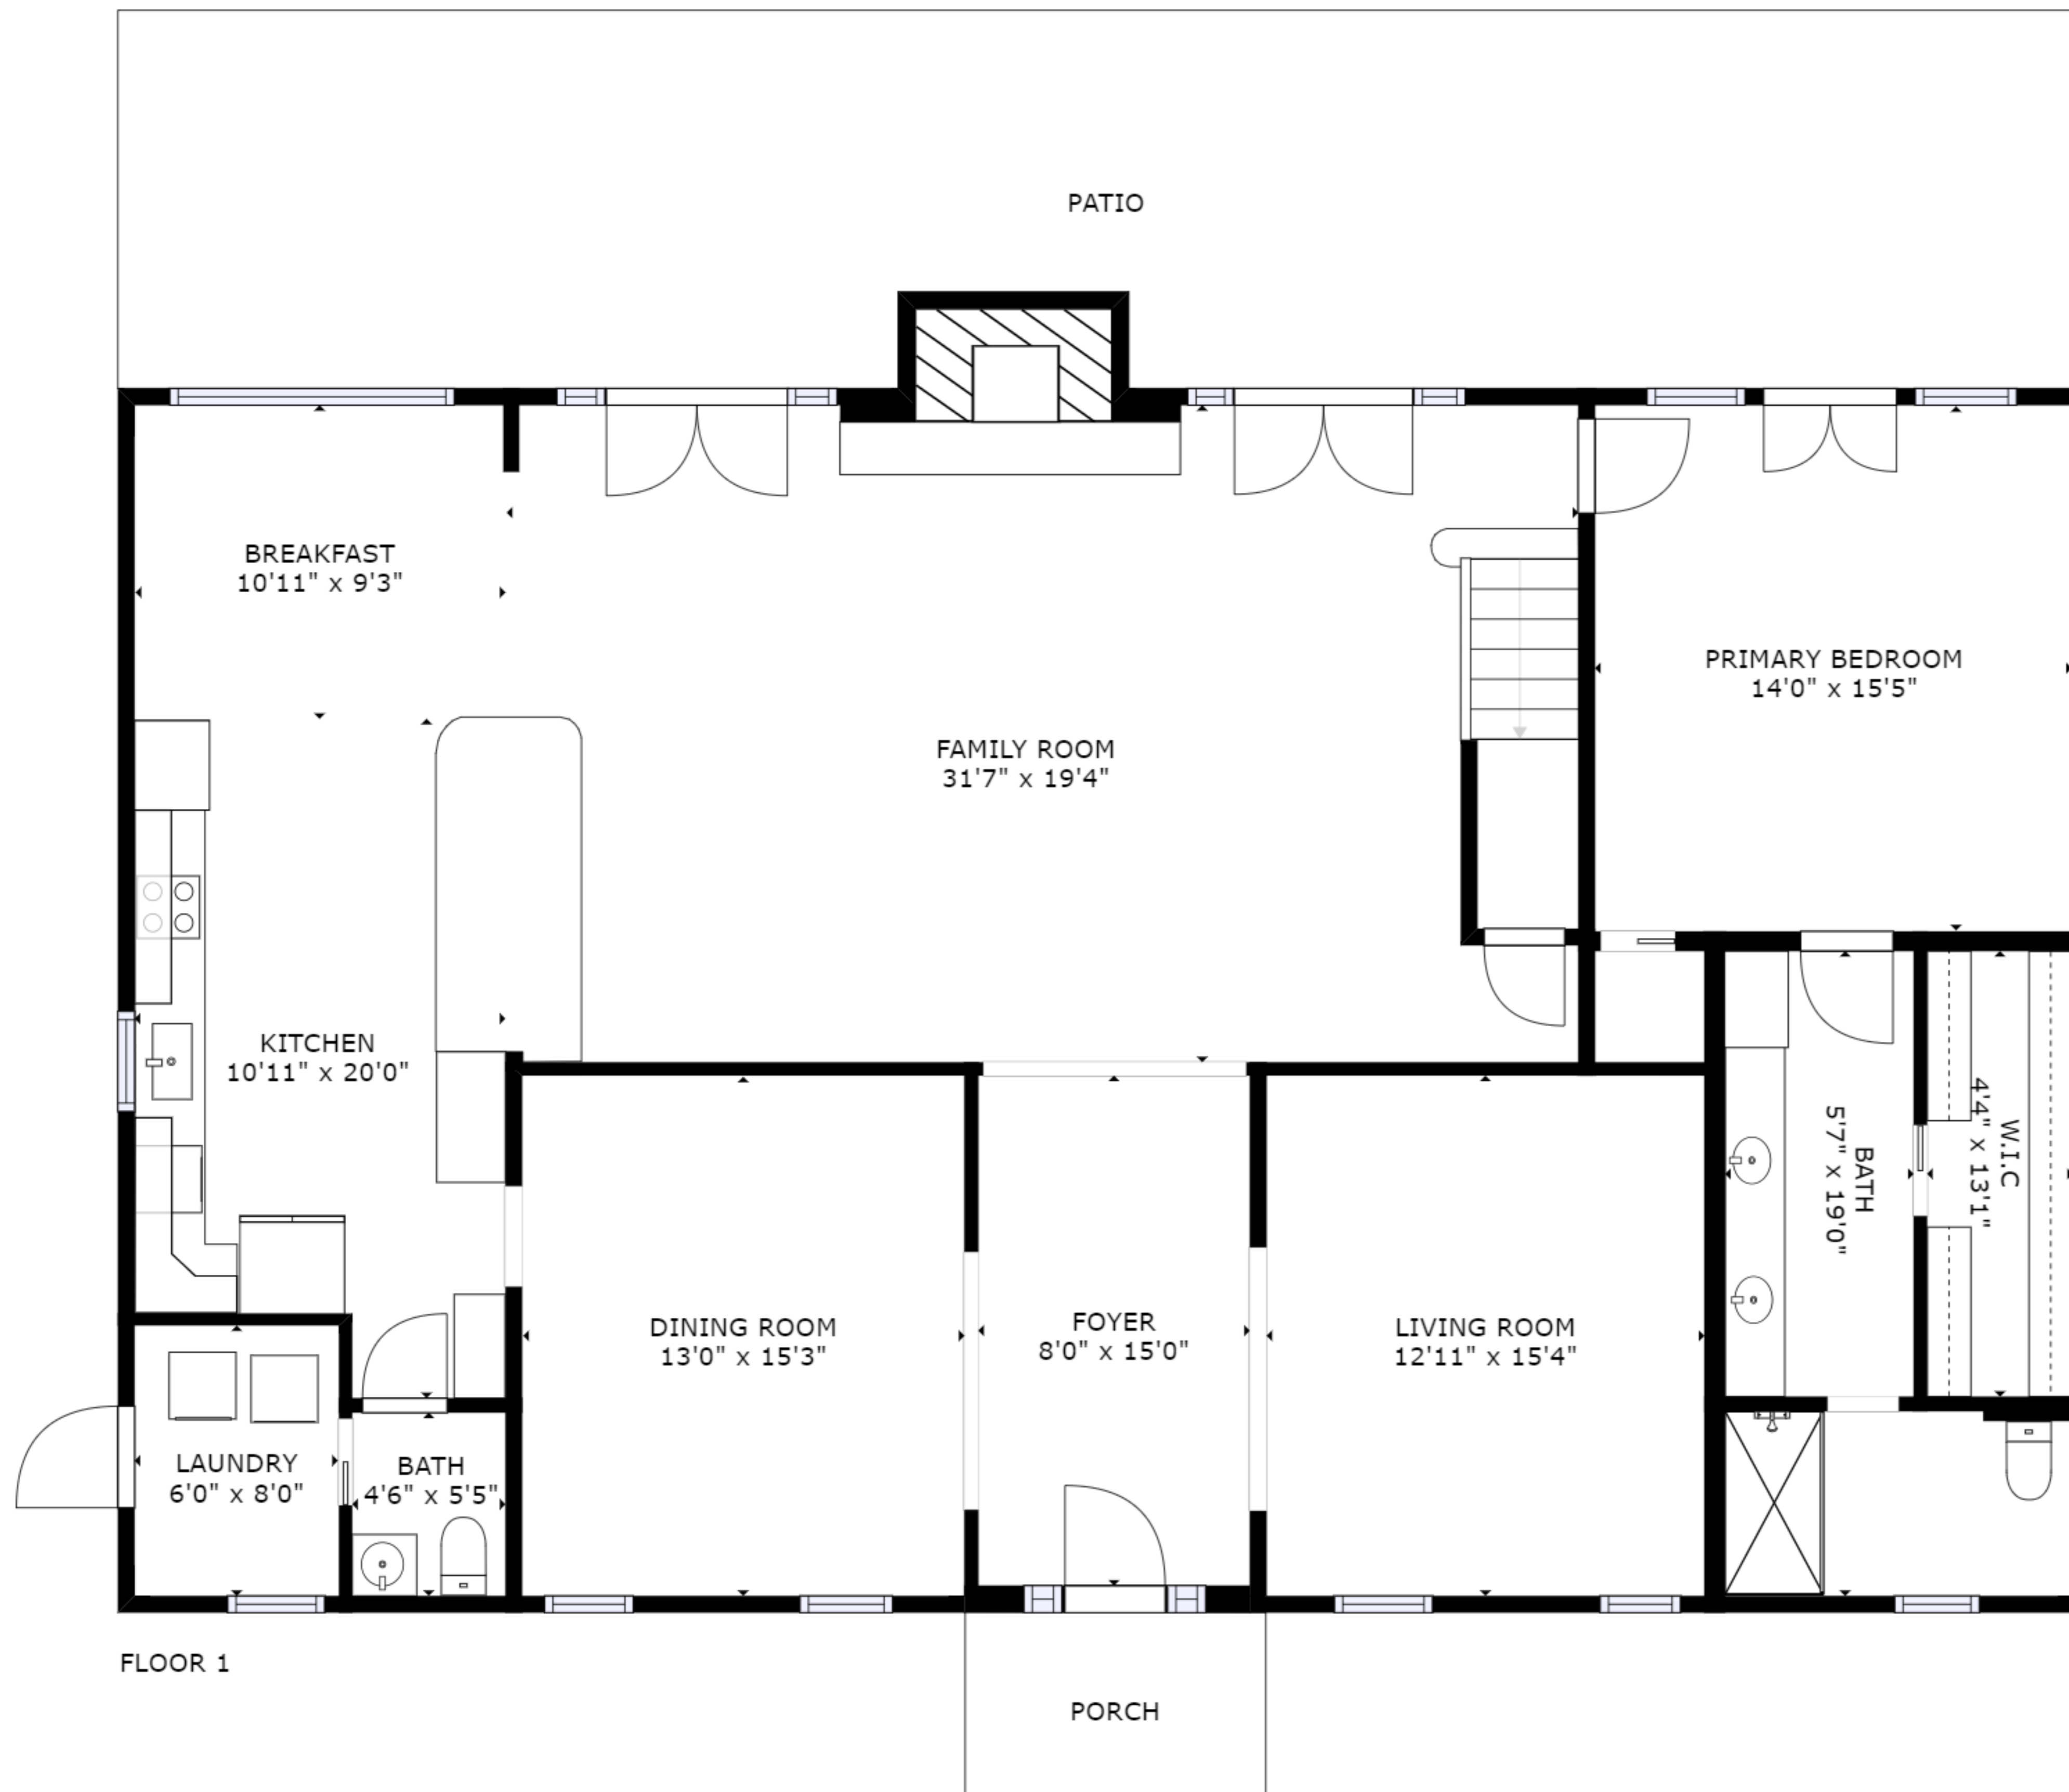 PATIO
BREAKFAST
10'11" x 9'3"
PRIMARY BEDROOM
14'0" x 15'5"
FAMILY ROOM
31'7" x 19'4"
KITCHEN
10'11" x 20'0"
BATH
5'7" x 19'0"
W.I.C
4'4" x 13'1"
DINING ROOM
13'0" x 15'3"
FOYER
8'0" x 15'0"
LIVING ROOM
12'11" x 15'4"
LAUNDRY
6'0" x 8'0"
BATH
4'6" x 5'5"
FLOOR 1
PORCH